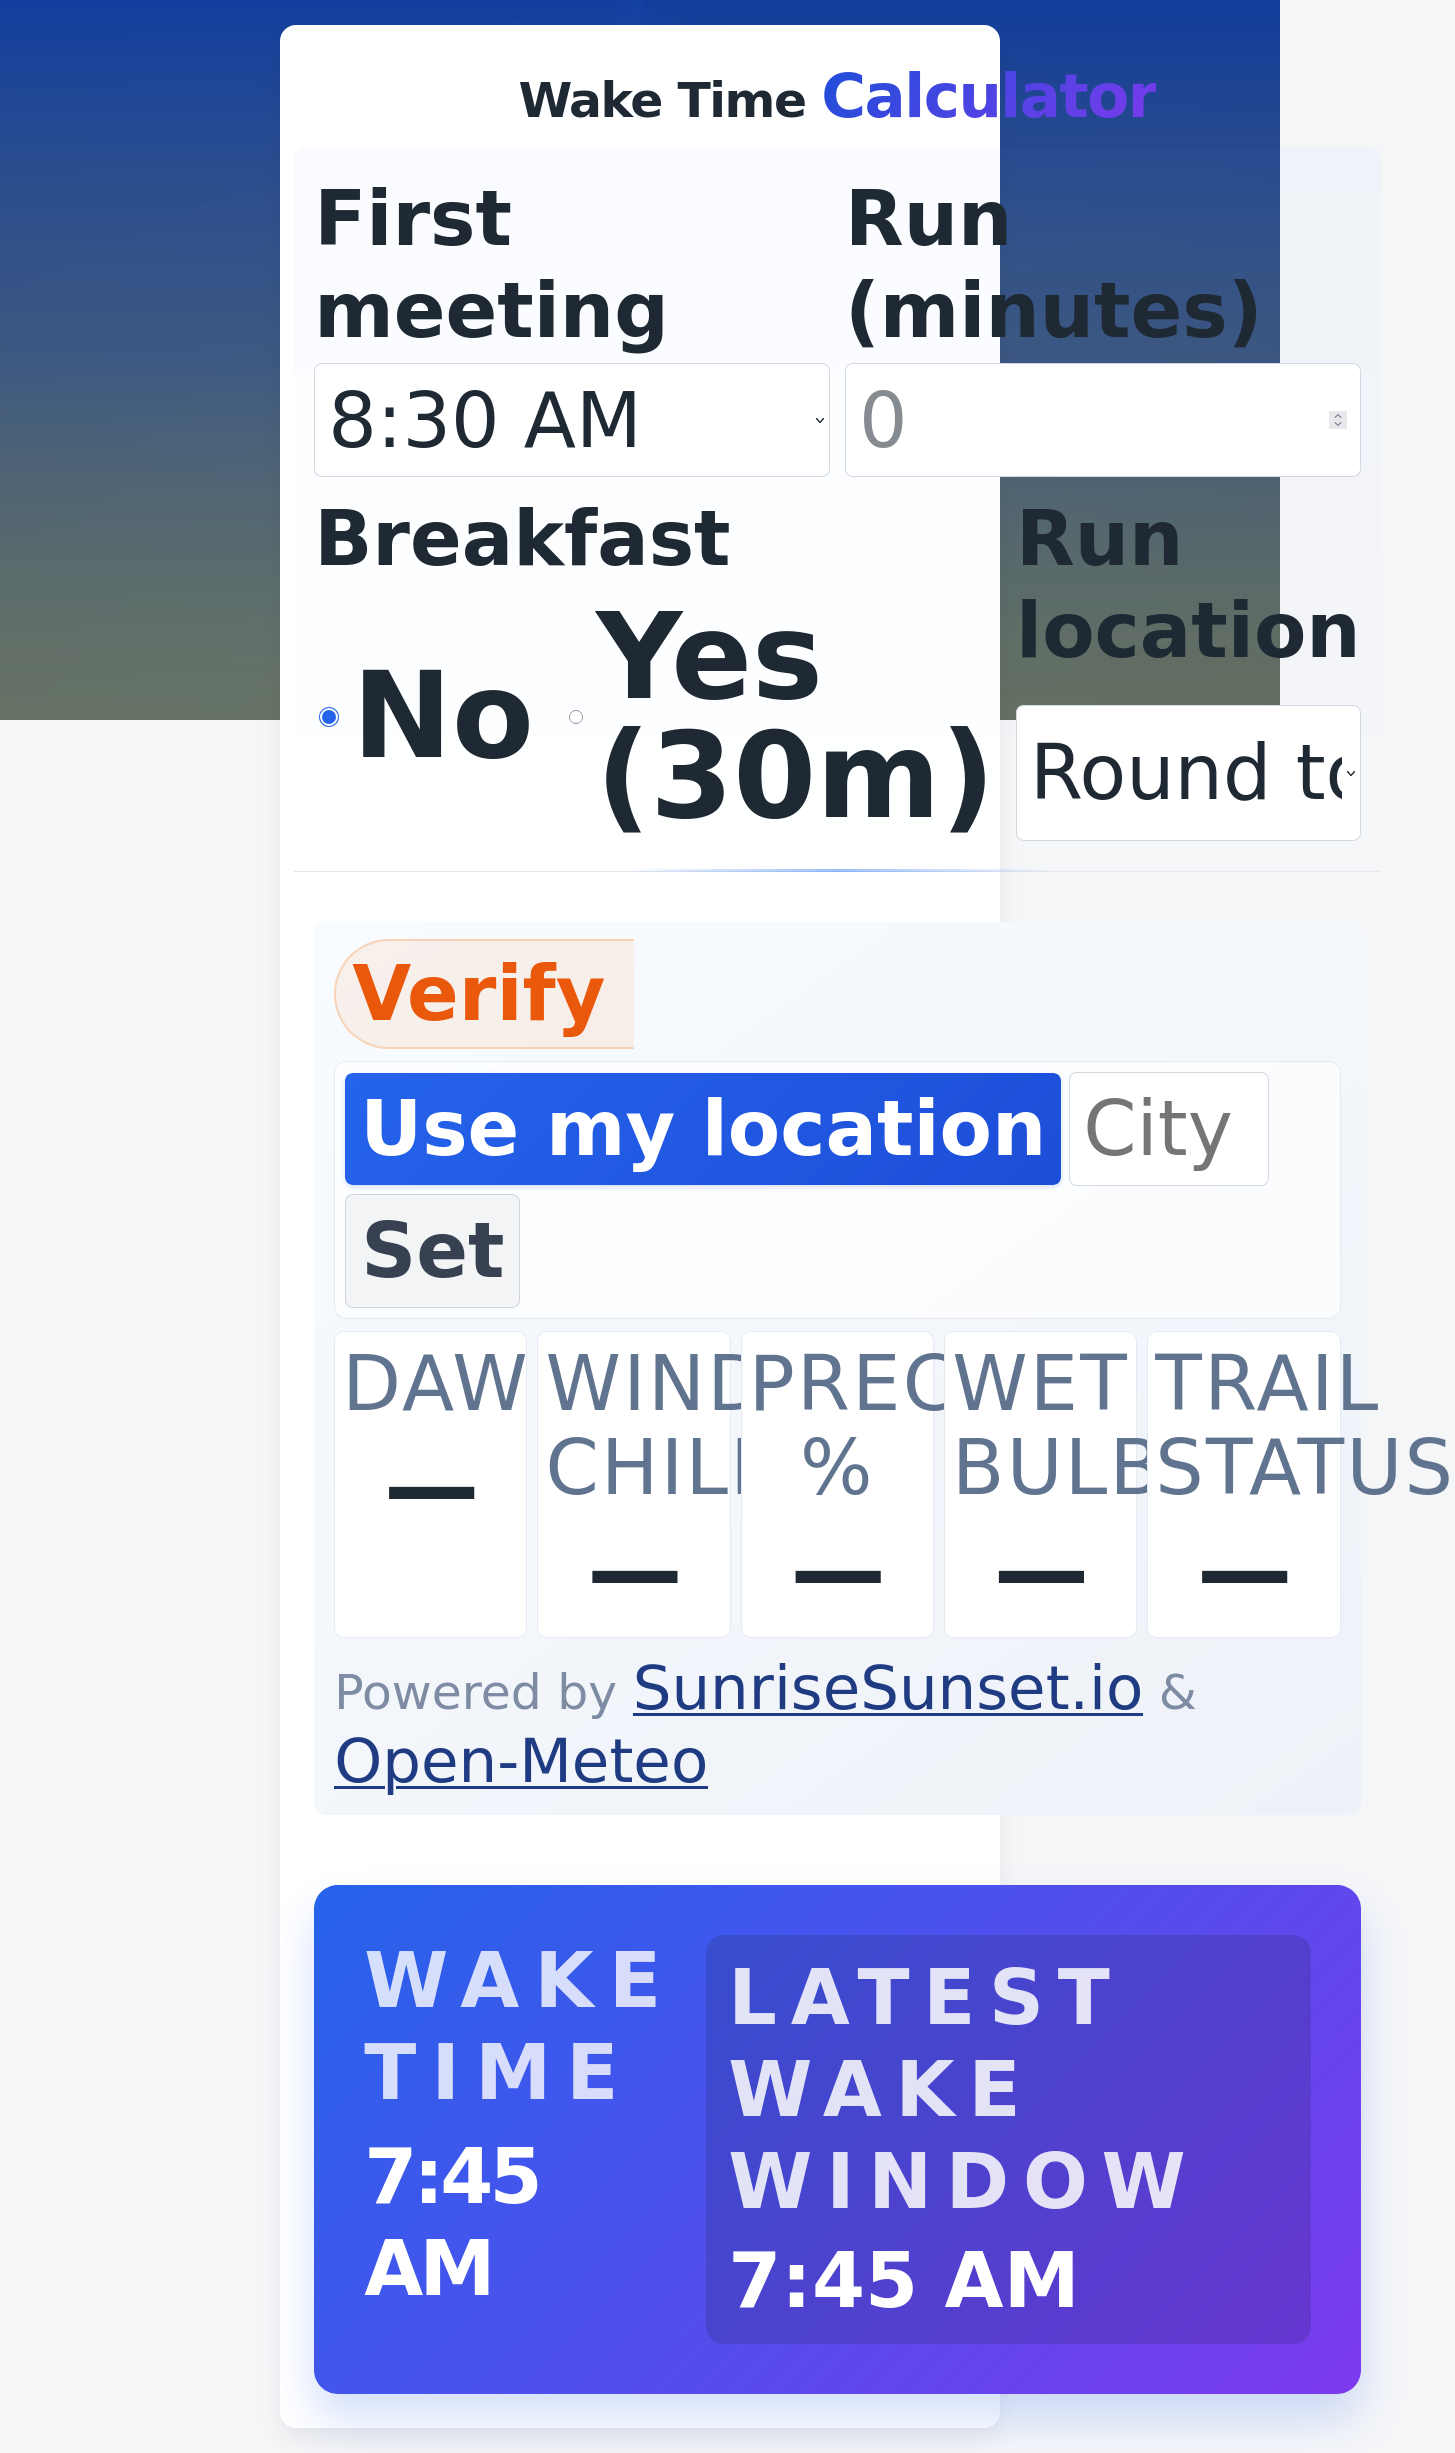 Wake Time Calculator
First meeting
Run (minutes)
8:30 AM
0
Breakfast
Run location
No
Yes (30m)
Round to
Verify
Use my location
City
Set
DAW
WIND CHILL
PREC %
WET BULB
TRAIL STATUS
—
—
—
—
—
Powered by SunriseSunset.io &
Open-Meteo
WAKE TIME
7:45 AM
LATEST WAKE WINDOW
7:45 AM